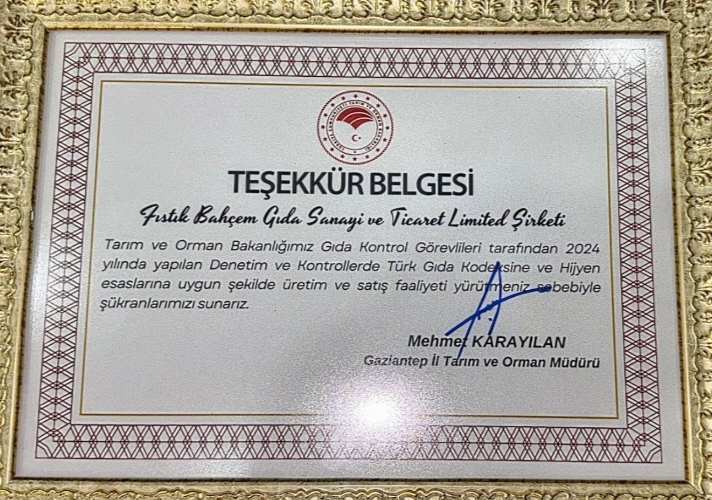 TEŞEKKÜR BELGESİ
Fıstık Bahçem Gıda Sanayi ve Ticaret Limited Şirketi
Tarım ve Orman Bakanlığımız Gıda Kontrol Görevlileri tarafından 2024
yılında yapılan Denetim ve Kontrollerde Türk Gıda Kodeksine ve Hijyen
esaslarına uygun şekilde üretim ve satış faaliyeti yürütmeniz sebebiyle
şükranlarımızı sunarız.
Mehmet KARAYILAN
Gaziantep İl Tarım ve Orman Müdürü